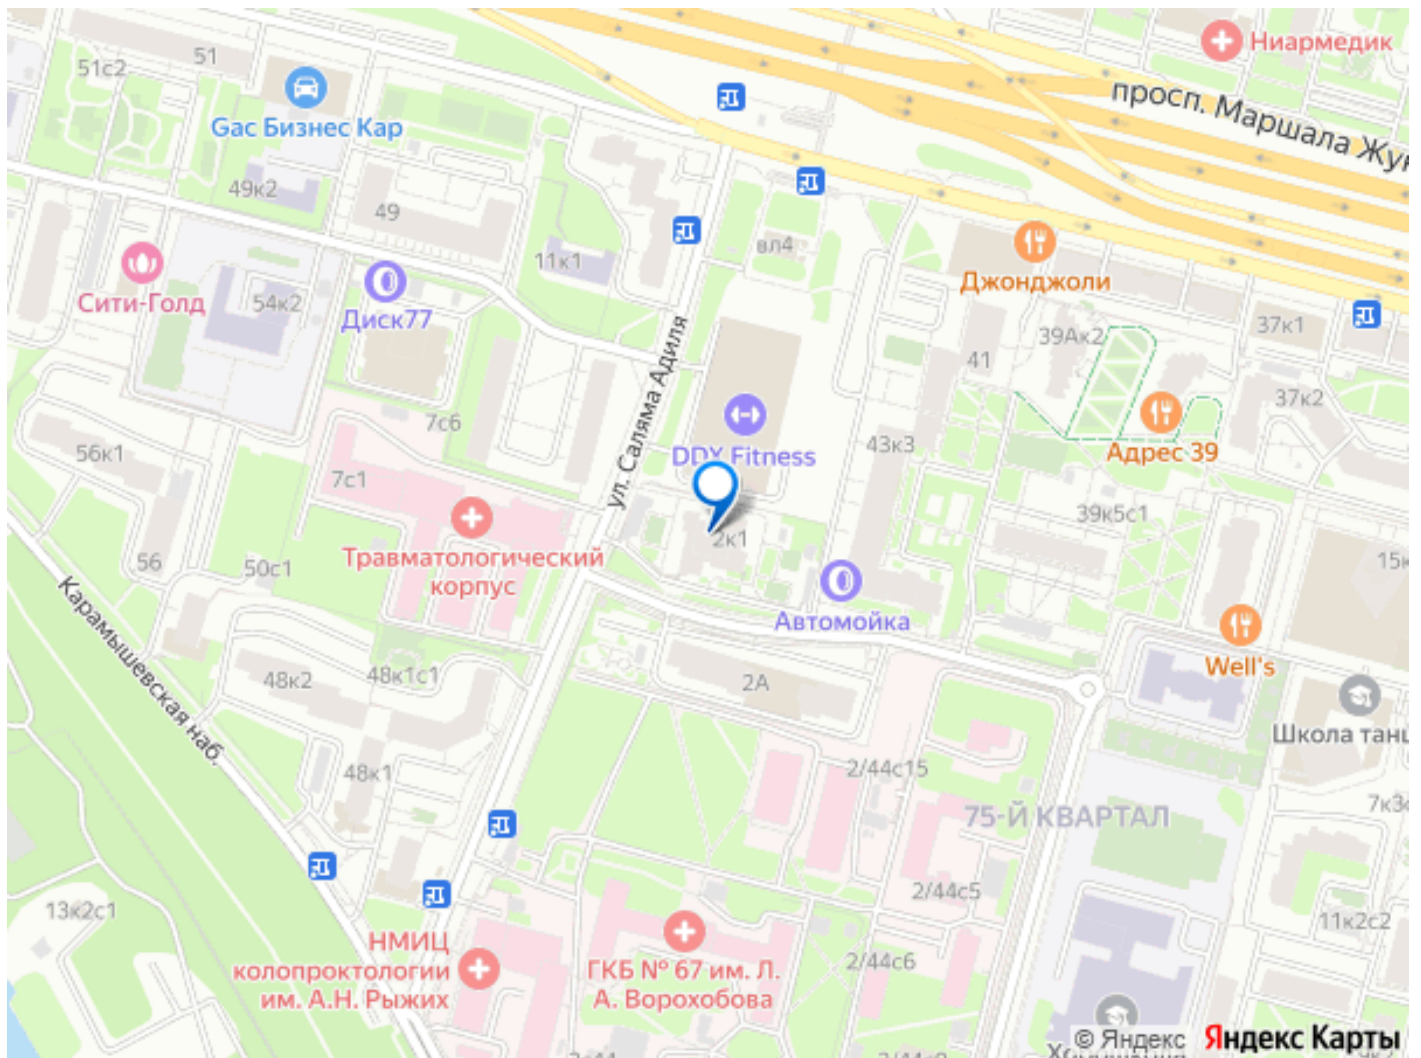 Ниармедик
51
51с2
Gac Бизнес Кар
просп. Маршала Жук
49к2
49
вл4
11к1
Джонджоли
Сити-Голд
54к2
Диск77
39Ак2
37к1
41
ул. Саляма Адиля
37к2
7с6
DDX Fitness
43к3
Адрес 39
56к1
7с1
39к5с1
Травматологический
корпус
2к1
56
50с1
15к
Автомойка
Карамышевская наб.
Well's
48к2
48к1с1
2А
Школа танц
48к1
2/44с15
75-Й КВАРТАЛ
7к3
2/44с5
13к2с1
11к2с2
НМИЦ
колопроктологии
им. А.Н. Рыжих
ГКБ № 67 им. Л.
А. Ворохобова
2/44с6
© Яндекс
Яндекс Карты